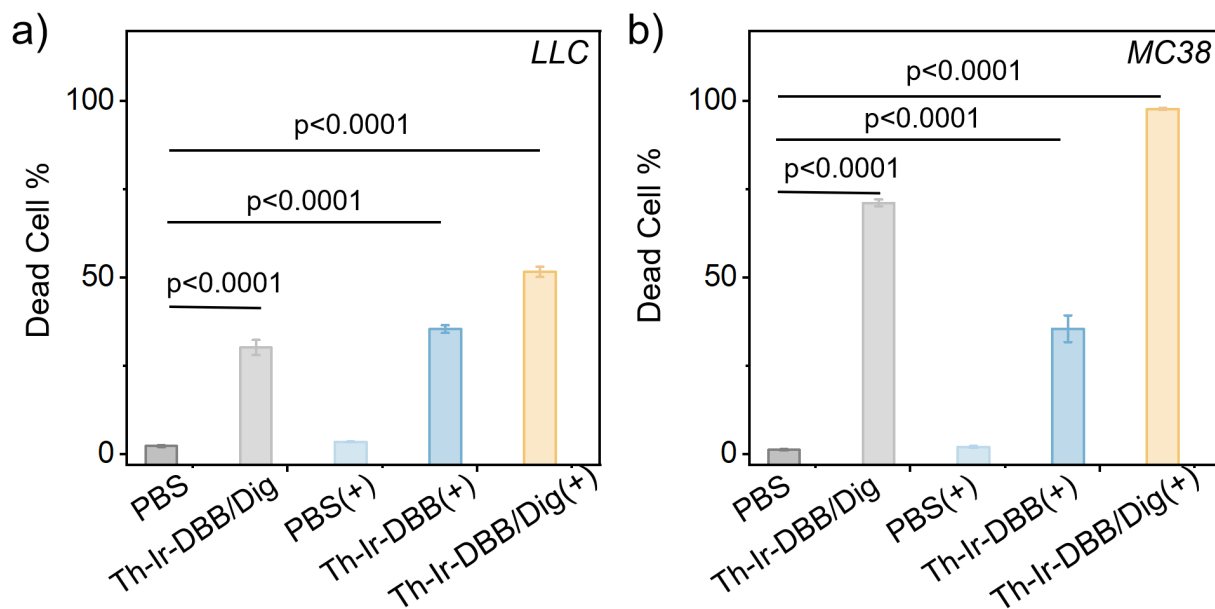 a)
LLC
Dead Cell %
100
50
0
p<0.0001
p<0.0001
p<0.0001
PBS
Th-Ir-DBB/Dig
PBS(+)
Th-Ir-DBB(+)
Th-Ir-DBB/Dig(+)
b)
MC38
Dead Cell %
100
50
0
p<0.0001
p<0.0001
p<0.0001
PBS
Th-Ir-DBB/Dig
PBS(+)
Th-Ir-DBB(+)
Th-Ir-DBB/Dig(+)